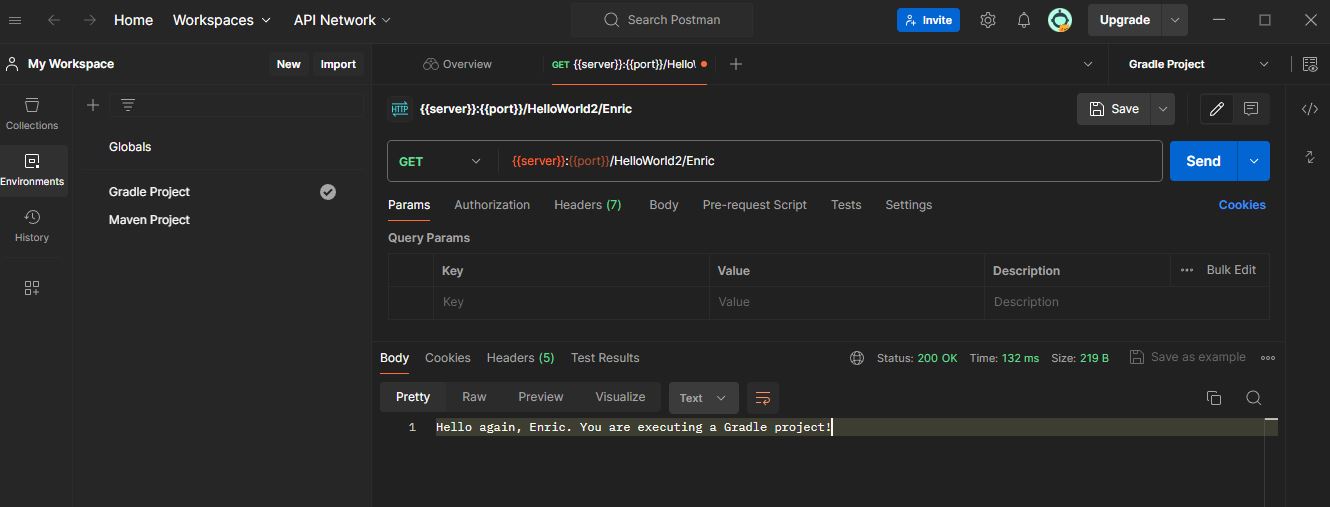 Home Workspaces API Network Search Postman Invite Upgrade
My Workspace New Import Overview GET {{server}}:{{port}}/Hello\ Gradle Project
HTTP {{server}}:{{port}}/HelloWorld2/Enric Save
Collections
Environments
History
Globals
Gradle Project
Maven Project
GET {{server}}:{{port}}/HelloWorld2/Enric Send
Params Authorization Headers (7) Body Pre-request Script Tests Settings Cookies
Query Params
Key Value Description ••• Bulk Edit
Key Value Description
Body Cookies Headers (5) Test Results Status: 200 OK Time: 132 ms Size: 219 B Save as example
Pretty Raw Preview Visualize Text
1 Hello again, Enric. You are executing a Gradle project!